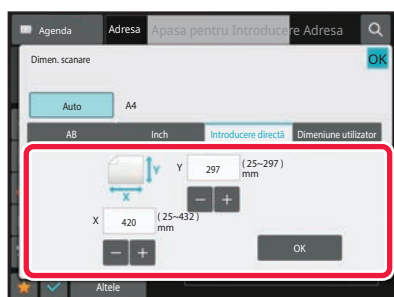 Agenda Adresa Apasa pentru Introducere Adresa
Dimen. scanare OK
Auto A4
AB Inch Introducere directă Dimeniune utilizator
Y Y 297 (25~297) mm
X
X 420 (25~432) mm
OK
Altele